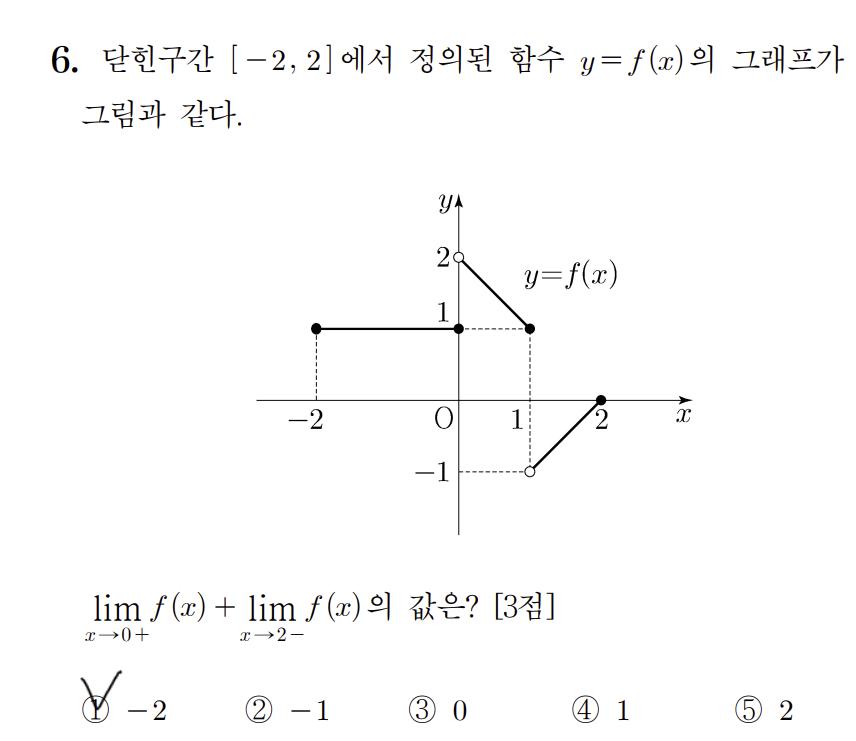 6. 닫힌구간 [−2, 2]에서 정의된 함수 y=f(x)의 그래프가
그림과 같다.
y
2
y=f(x)
1
−2
O
1
2
x
−1
lim f(x) + lim f(x)의 값은? [3점]
x→0+ x→2−
① −2 ② −1 ③ 0 ④ 1 ⑤ 2